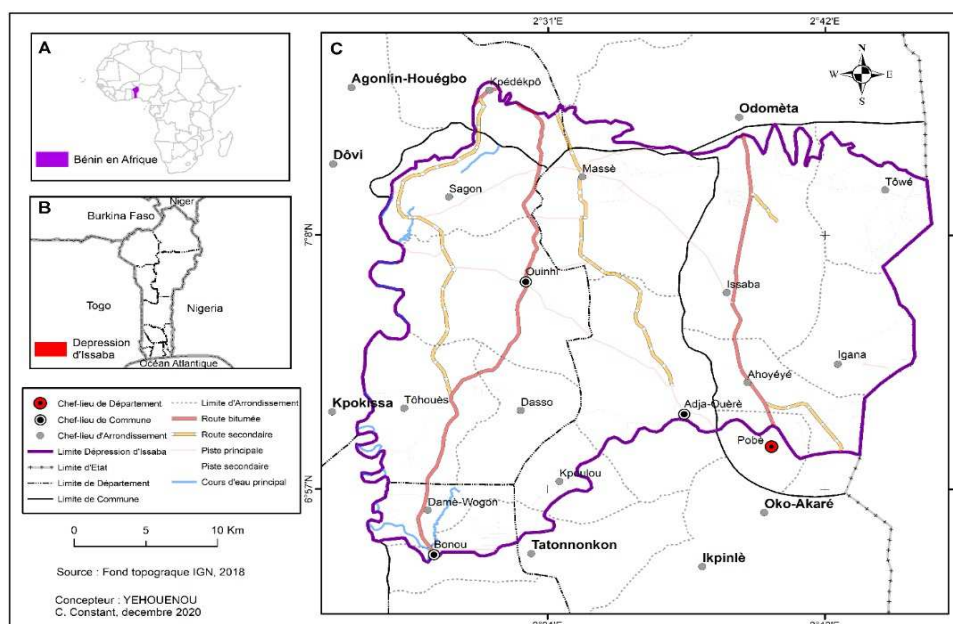 A
Bénin en Afrique
B
Niger
Burkina Faso
Togo
Nigeria
Depression
d'Issaba
Océan Atlantique
Chef-lieu de Département
Chef-lieu de Commune
Chef-lieu d'Arrondissement
Limite Dépression d'Issaba
Limite d'Etat
Limite de Département
Limite de Commune
Limite d'Arrondissement
Route bitumée
Route secondaire
Piste principale
Piste secondaire
Cours d'eau principal
0 5 10 Km
Source : Fond topograque IGN, 2018
Concepteur : YEHOUENOU
C. Constant, decembre 2020
2°31'E 2°42'E
C
N
W E
S
Agonlin-Houégbo
Kpédékpō
Odomèta
Dôvi
Massè
Tôwé
Sagon
7°8'N
Ouinhi
Issaba
Igana
Ahoyéyé
Kpokissa
Tôhouès
Dasso
Adja-Ouèrè
Pobè
Kpoulou
6°57'N
Damè-Wogon
Oko-Akaré
Bonou
Tatonnonkon
Ikpinlè